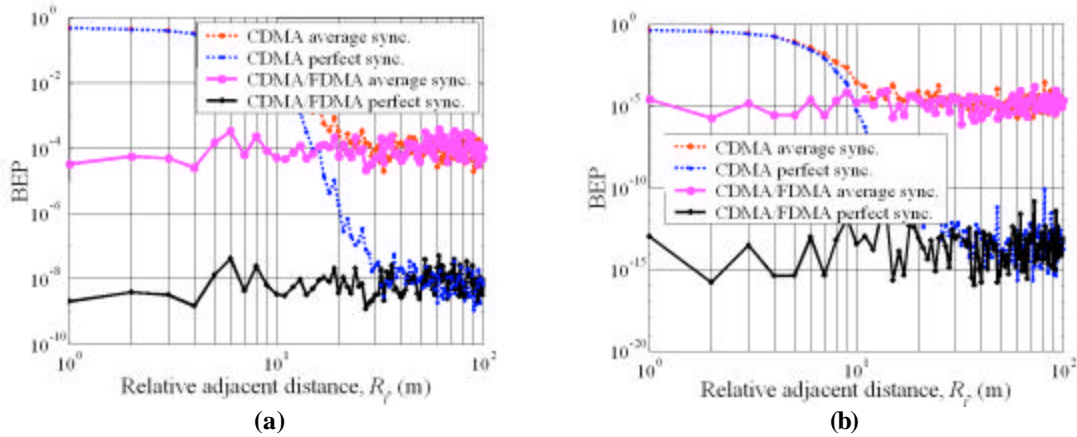 10^0
10^-2
10^-4
10^-6
10^-8
10^-10
BEP
CDMA average sync.
CDMA perfect sync.
CDMA/FDMA average sync.
CDMA/FDMA perfect sync.
10^0
10^1
10^2
Relative adjacent distance, R_i', (m)
(a)
10^0
10^-5
10^-10
10^-15
10^-20
BEP
CDMA average sync.
CDMA perfect sync.
CDMA/FDMA average sync.
CDMA/FDMA perfect sync.
10^0
10^1
10^2
Relative adjacent distance, R_i' (m)
(b)